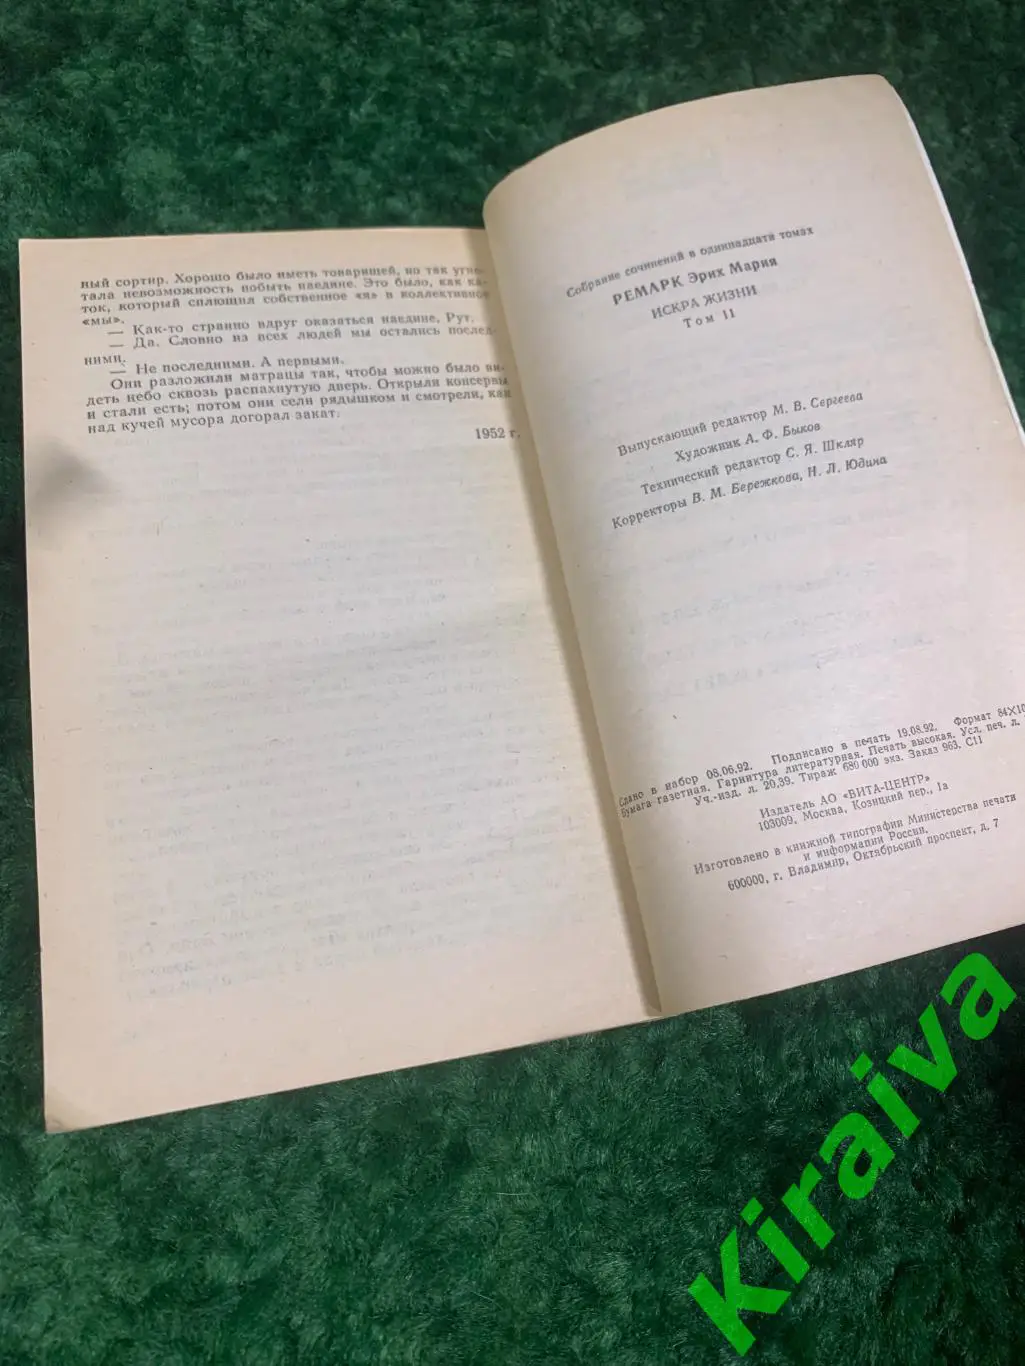 ный сортир. Хорошо было иметь товарищей, но так угне-
тала невозможность побыть наедине. Это было, как ка-
ток, который сплющил собственное «я» в коллективное
«мы».
— Как-то странно вдруг оказаться наедине, Рут.
— Да. Словно из всех людей мы остались послед-
ними.
— Не последними. А первыми.
Они разложили матрацы так, чтобы можно было ви-
деть небо сквозь распахнутую дверь. Открыли консервы
и стали есть; потом они сели рядышком и смотрели, как
над кучей мусора догорал закат.
1952 г.
Собрание сочинений в одиннадцати томах
РЕМАРК Эрих Мария
ИСКРА ЖИЗНИ
Том II
Выпускающий редактор М. В. Сергеева
Художник А. Ф. Быков
Технический редактор С. Я. Шкляр
Корректоры В. М. Бережкова, Н. Л. Юдина
Сдано в набор 08.06.92. Подписано в печать 19.08.92. Формат 84X10
Бумага газетная. Гарнитура литературная. Печать высокая. Усл. печ. л.
Уч.-изд. л. 20,39. Тираж 680 000 экз. Заказ 963. С11
Издатель АО «ВИТА-ЦЕНТР»
103009, Москва, Козицкий пер., 1а
Изготовлено в книжной типографии Министерства печати
и информации России.
600000, г. Владимир, Октябрьский проспект, д. 7
Kiraiva